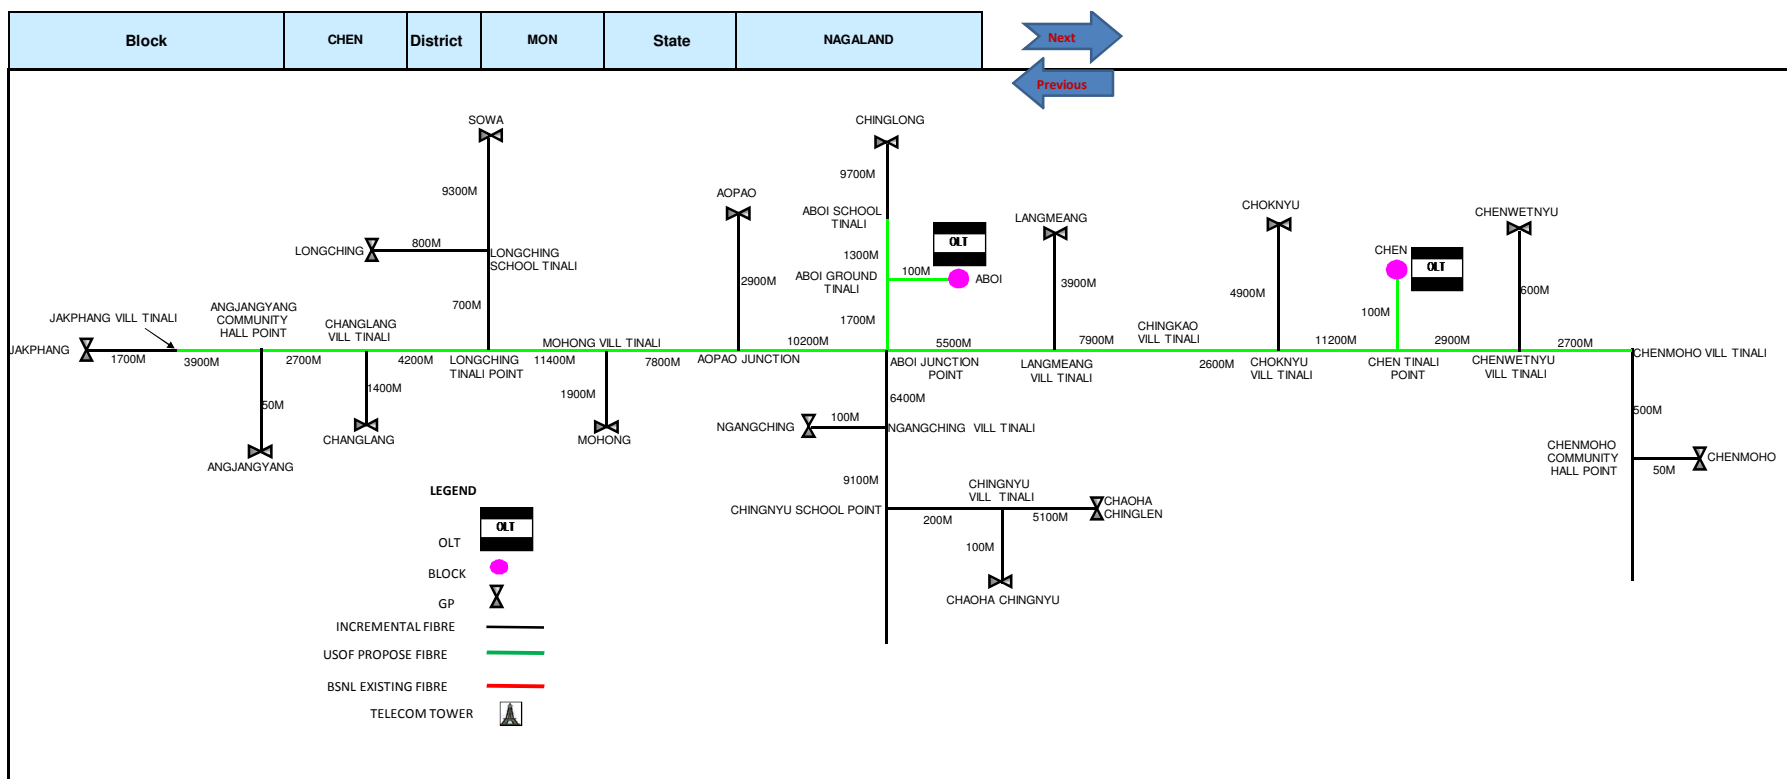 Block CHEN District MON State NAGALAND
Next
Previous
SOWA
CHINGLONG
9300M
9700M
AOPAO
ABOI SCHOOL
TINALI
LANGMEANG
CHOKNYU
CHENWETNYU
LONGCHING
800M
LONGCHING
SCHOOL TINALI
1300M
OLT
100M
ABOI GROUND
TINALI
ABOI
CHEN
OLT
2900M
3900M
4900M
600M
700M
1700M
100M
JAKPHANG VILL TINALI
ANGJANGYANG
COMMUNITY
HALL POINT
CHANGLANG
VILL TINALI
MOHONG VILL TINALI
CHINGKAO
VILL TINALI
JAKPHANG
1700M
3900M
2700M
4200M
LONGCHING
TINALI POINT
11400M
7800M
AOPAO JUNCTION
10200M
ABOI JUNCTION
POINT
5500M
LANGMEANG
VILL TINALI
7900M
2600M
CHOKNYU
VILL TINALI
11200M
CHEN TINALI
POINT
2900M
CHENWETNYU
VILL TINALI
2700M
CHENMOHO VILL TINALI
50M
1400M
1900M
6400M
500M
ANGJANGYANG
CHANGLANG
MOHONG
NGANGCHING
100M
NGANGCHING VILL TINALI
CHENMOHO
COMMUNITY
HALL POINT
50M
CHENMOHO
9100M
CHINGNYU
VILL TINALI
CHINGNYU SCHOOL POINT
200M
5100M
CHAOHA
CHINGLEN
100M
CHAOHA CHINGNYU
LEGEND
OLT
OLT
BLOCK
GP
INCREMENTAL FIBRE
USOF PROPOSE FIBRE
BSNL EXISTING FIBRE
TELECOM TOWER